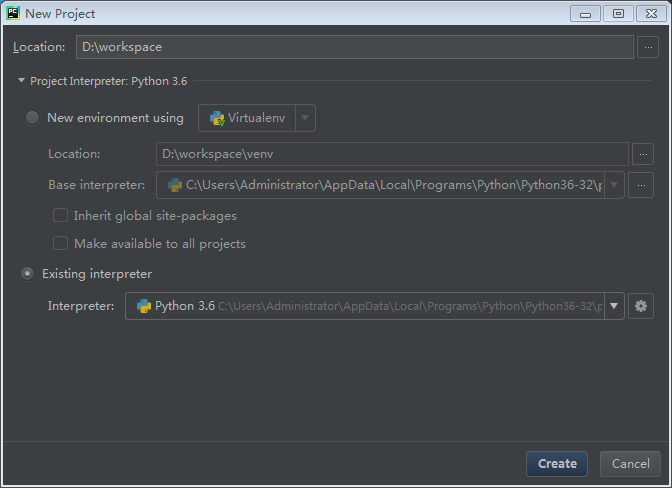 New Project
Location: D:\workspace ...
Project Interpreter: Python 3.6
New environment using Virtualenv
Location: D:\workspace\venv ...
Base interpreter: C:\Users\Administrator\AppData\Local\Programs\Python\Python36-32\p ...
Inherit global site-packages
Make available to all projects
Existing interpreter
Interpreter: Python 3.6 C:\Users\Administrator\AppData\Local\Programs\Python\Python36-32\p
Create Cancel